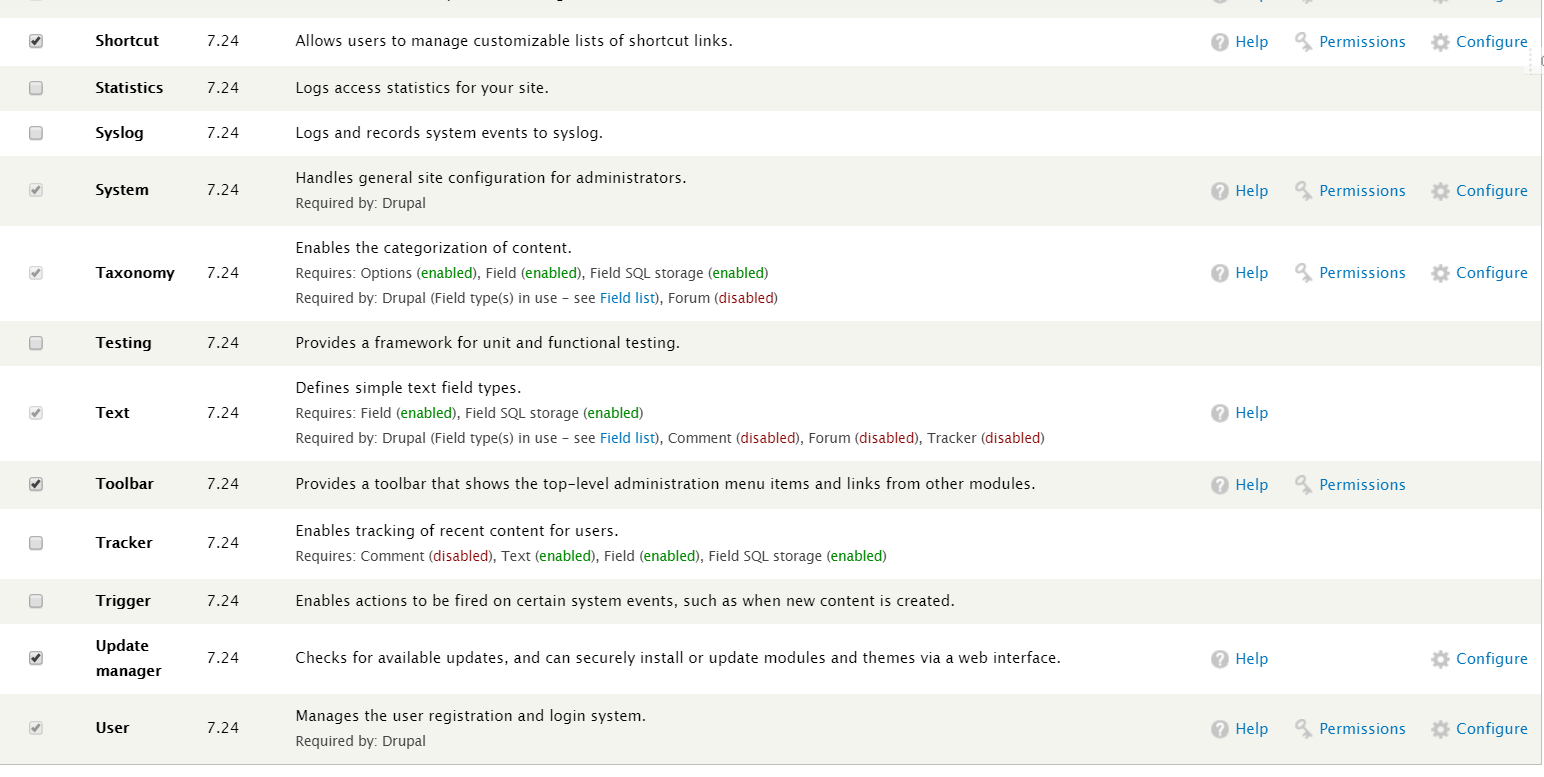 Shortcut 7.24 Allows users to manage customizable lists of shortcut links. Help Permissions Configure
Statistics 7.24 Logs access statistics for your site.
Syslog 7.24 Logs and records system events to syslog.
System 7.24 Handles general site configuration for administrators. Help Permissions Configure
Required by: Drupal
Taxonomy 7.24 Enables the categorization of content. Help Permissions Configure
Requires: Options (enabled), Field (enabled), Field SQL storage (enabled)
Required by: Drupal (Field type(s) in use – see Field list), Forum (disabled)
Testing 7.24 Provides a framework for unit and functional testing.
Text 7.24 Defines simple text field types. Help
Requires: Field (enabled), Field SQL storage (enabled)
Required by: Drupal (Field type(s) in use – see Field list), Comment (disabled), Forum (disabled), Tracker (disabled)
Toolbar 7.24 Provides a toolbar that shows the top-level administration menu items and links from other modules. Help Permissions
Tracker 7.24 Enables tracking of recent content for users.
Requires: Comment (disabled), Text (enabled), Field (enabled), Field SQL storage (enabled)
Trigger 7.24 Enables actions to be fired on certain system events, such as when new content is created.
Update
manager 7.24 Checks for available updates, and can securely install or update modules and themes via a web interface. Help Configure
User 7.24 Manages the user registration and login system. Help Permissions Configure
Required by: Drupal